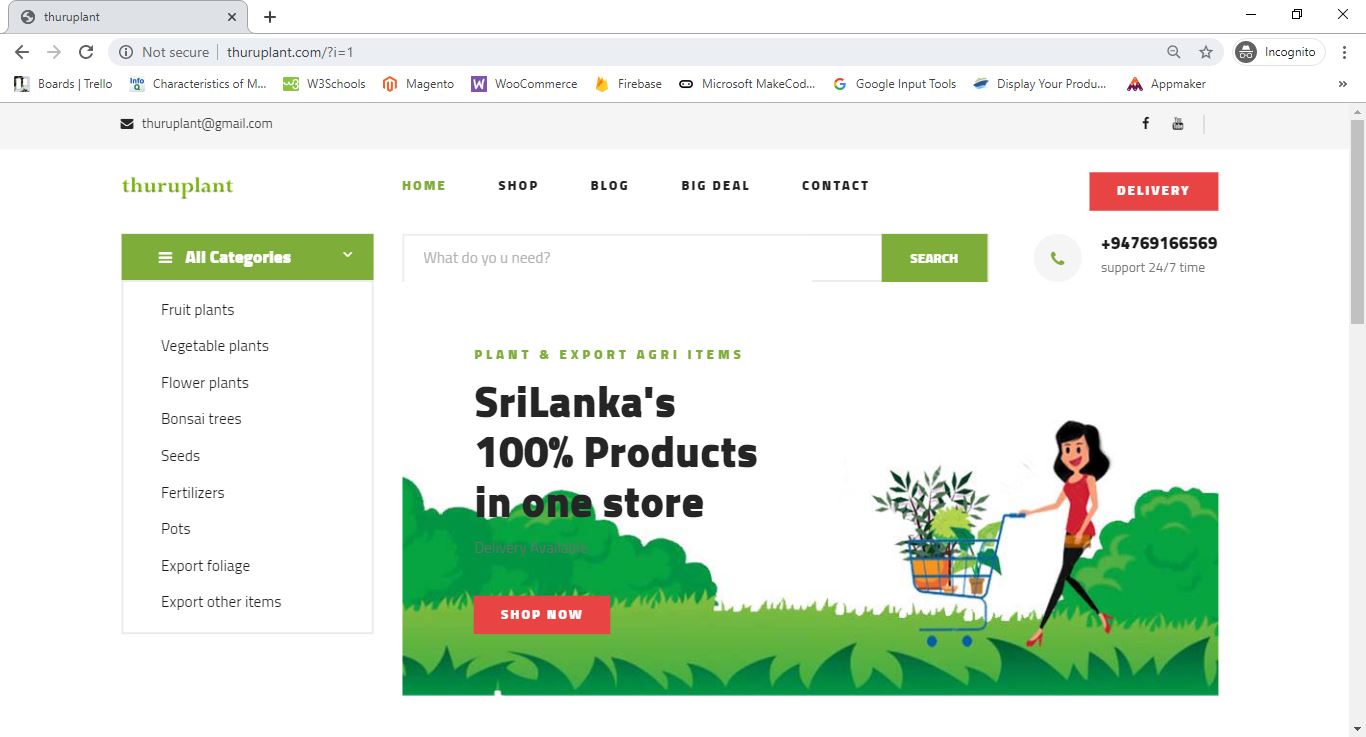 thuruplant
Not secure thuruplant.com/?i=1 Incognito
Boards | Trello Characteristics of M... W3Schools Magento WooCommerce Firebase Microsoft MakeCod... Google Input Tools Display Your Produ... Appmaker »
thuruplant@gmail.com
thuruplant HOME SHOP BLOG BIG DEAL CONTACT DELIVERY
All Categories
What do yo u need? SEARCH
+94769166569
support 24/7 time
Fruit plants
Vegetable plants
Flower plants
Bonsai trees
Seeds
Fertilizers
Pots
Export foliage
Export other items
PLANT & EXPORT AGRI ITEMS
SriLanka's
100% Products
in one store
Delivery Available
SHOP NOW